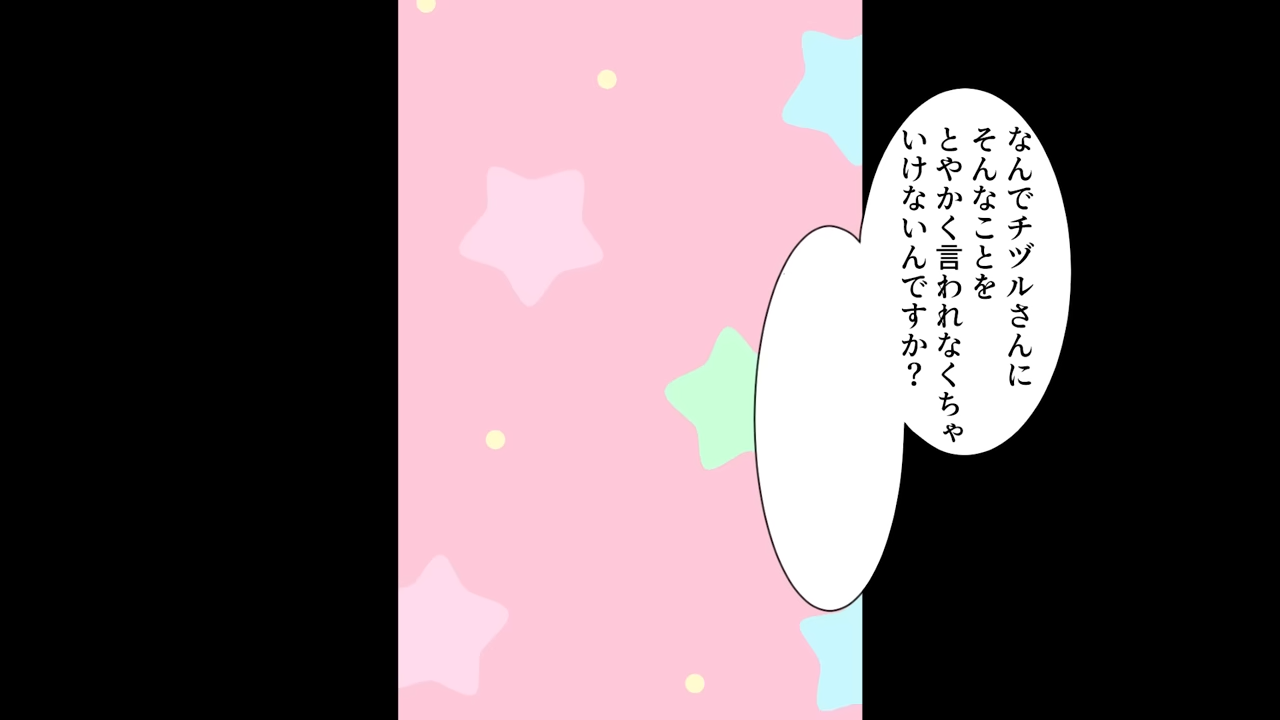 なんでチヅルさんに
そんなことを
とやかく言われなくちゃ
いけないんですか?